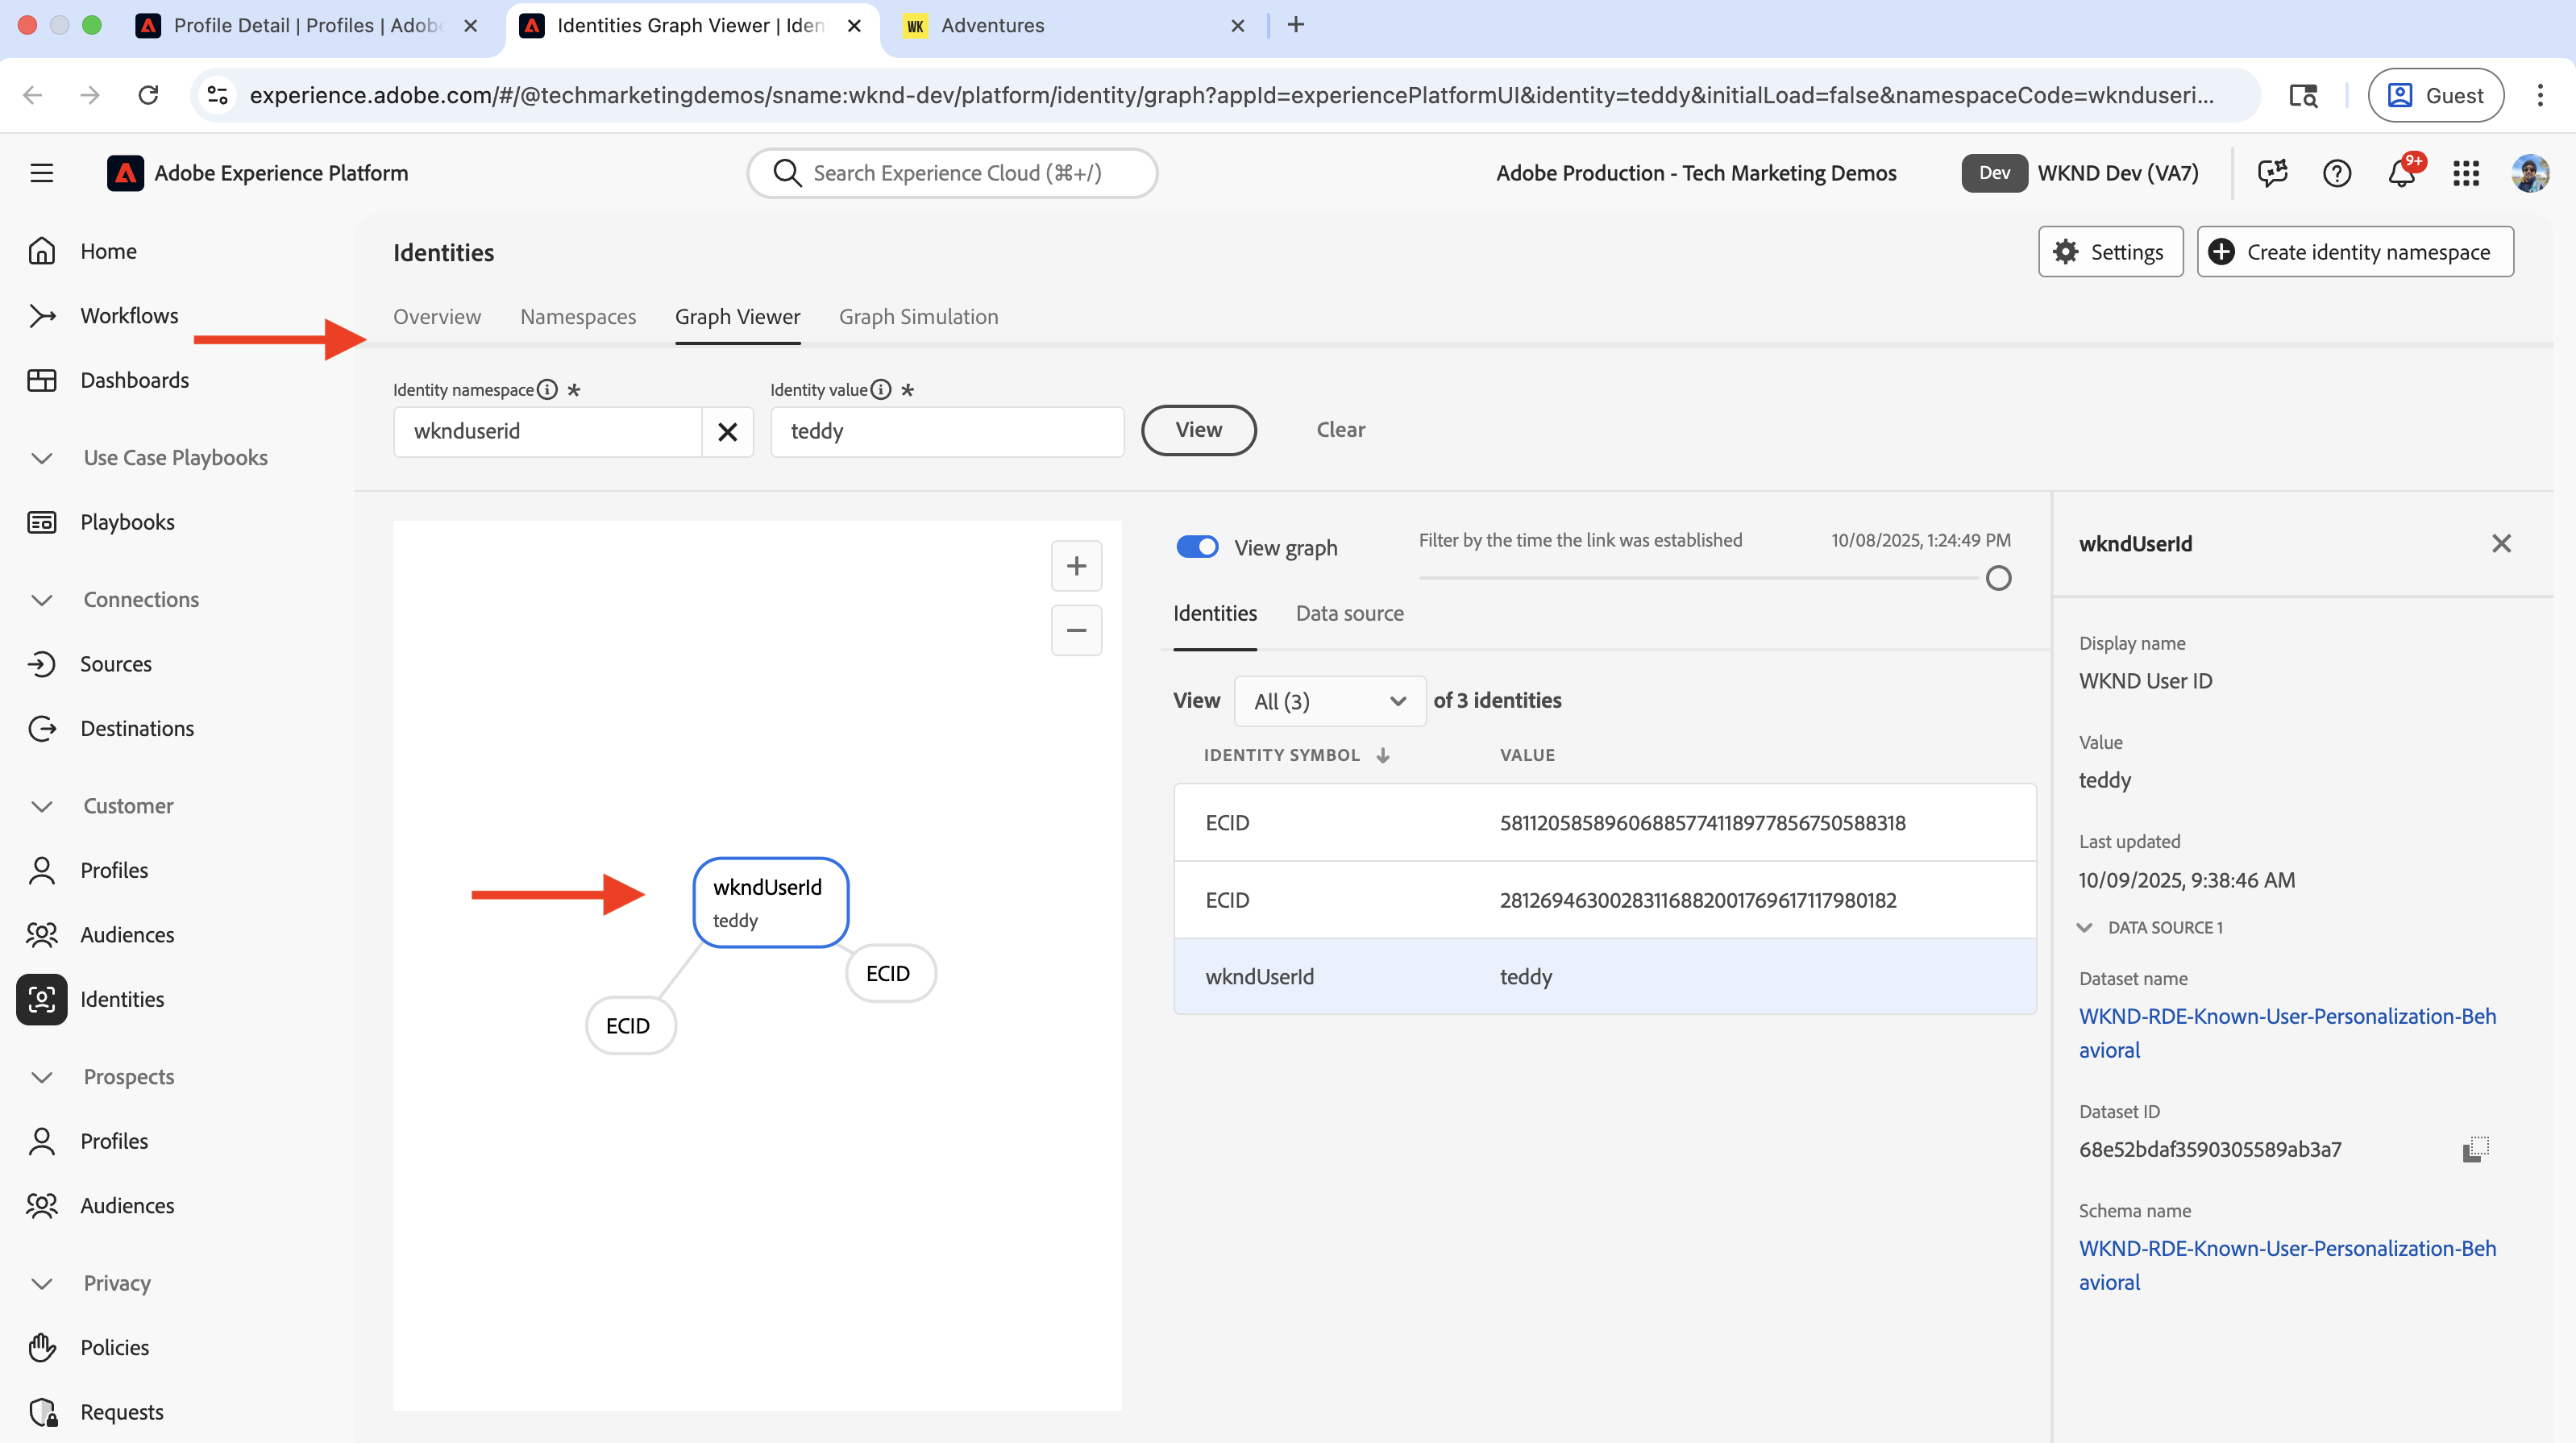 Profile Detail | Profiles | Adobe
Identities Graph Viewer | Iden
WK
Adventures
experience.adobe.com/#/@techmarketingdemos/sname:wknd-dev/platform/identity/graph?appId=experiencePlatformUI&identity=teddy&initialLoad=false&namespaceCode=wknduseri...
Guest
Adobe Experience Platform
Search Experience Cloud (⌘+/)
Adobe Production - Tech Marketing Demos
Dev
WKND Dev (VA7)
9+
Home
Workflows
Dashboards
Use Case Playbooks
Playbooks
Connections
Sources
Destinations
Customer
Profiles
Audiences
Identities
Prospects
Profiles
Audiences
Privacy
Policies
Requests
Identities
Settings
Create identity namespace
Overview
Namespaces
Graph Viewer
Graph Simulation
Identity namespace *
Identity value *
wknduserid
teddy
View
Clear
wkndUserId
teddy
ECID
ECID
View graph
Filter by the time the link was established
10/08/2025, 1:24:49 PM
Identities
Data source
View All (3) of 3 identities
IDENTITY SYMBOL VALUE
ECID 58112058589606885774118977856750588318
ECID 28126946300283116882001769617117980182
wkndUserId teddy
wkndUserId
Display name
WKND User ID
Value
teddy
Last updated
10/09/2025, 9:38:46 AM
DATA SOURCE 1
Dataset name
WKND-RDE-Known-User-Personalization-Beh
avioral
Dataset ID
68e52bdaf3590305589ab3a7
Schema name
WKND-RDE-Known-User-Personalization-Beh
avioral